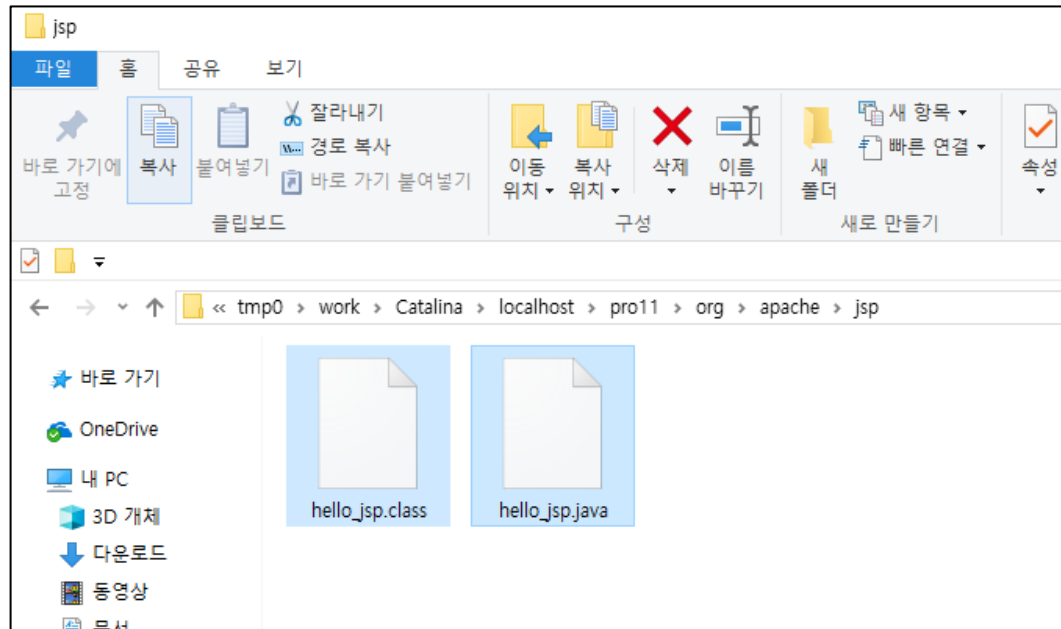 jsp
파일 홈 공유 보기
바로 가기에
고정
복사
붙여넣기
잘라내기
경로 복사
바로 가기 붙여넣기
클립보드
이동
위치
복사
위치
삭제
이름
바꾸기
구성
새
폴더
새 항목
빠른 연결
새로 만들기
속성
« tmp0 > work > Catalina > localhost > pro11 > org > apache > jsp
바로 가기
OneDrive
내 PC
3D 개체
다운로드
동영상
hello_jsp.class
hello_jsp.java